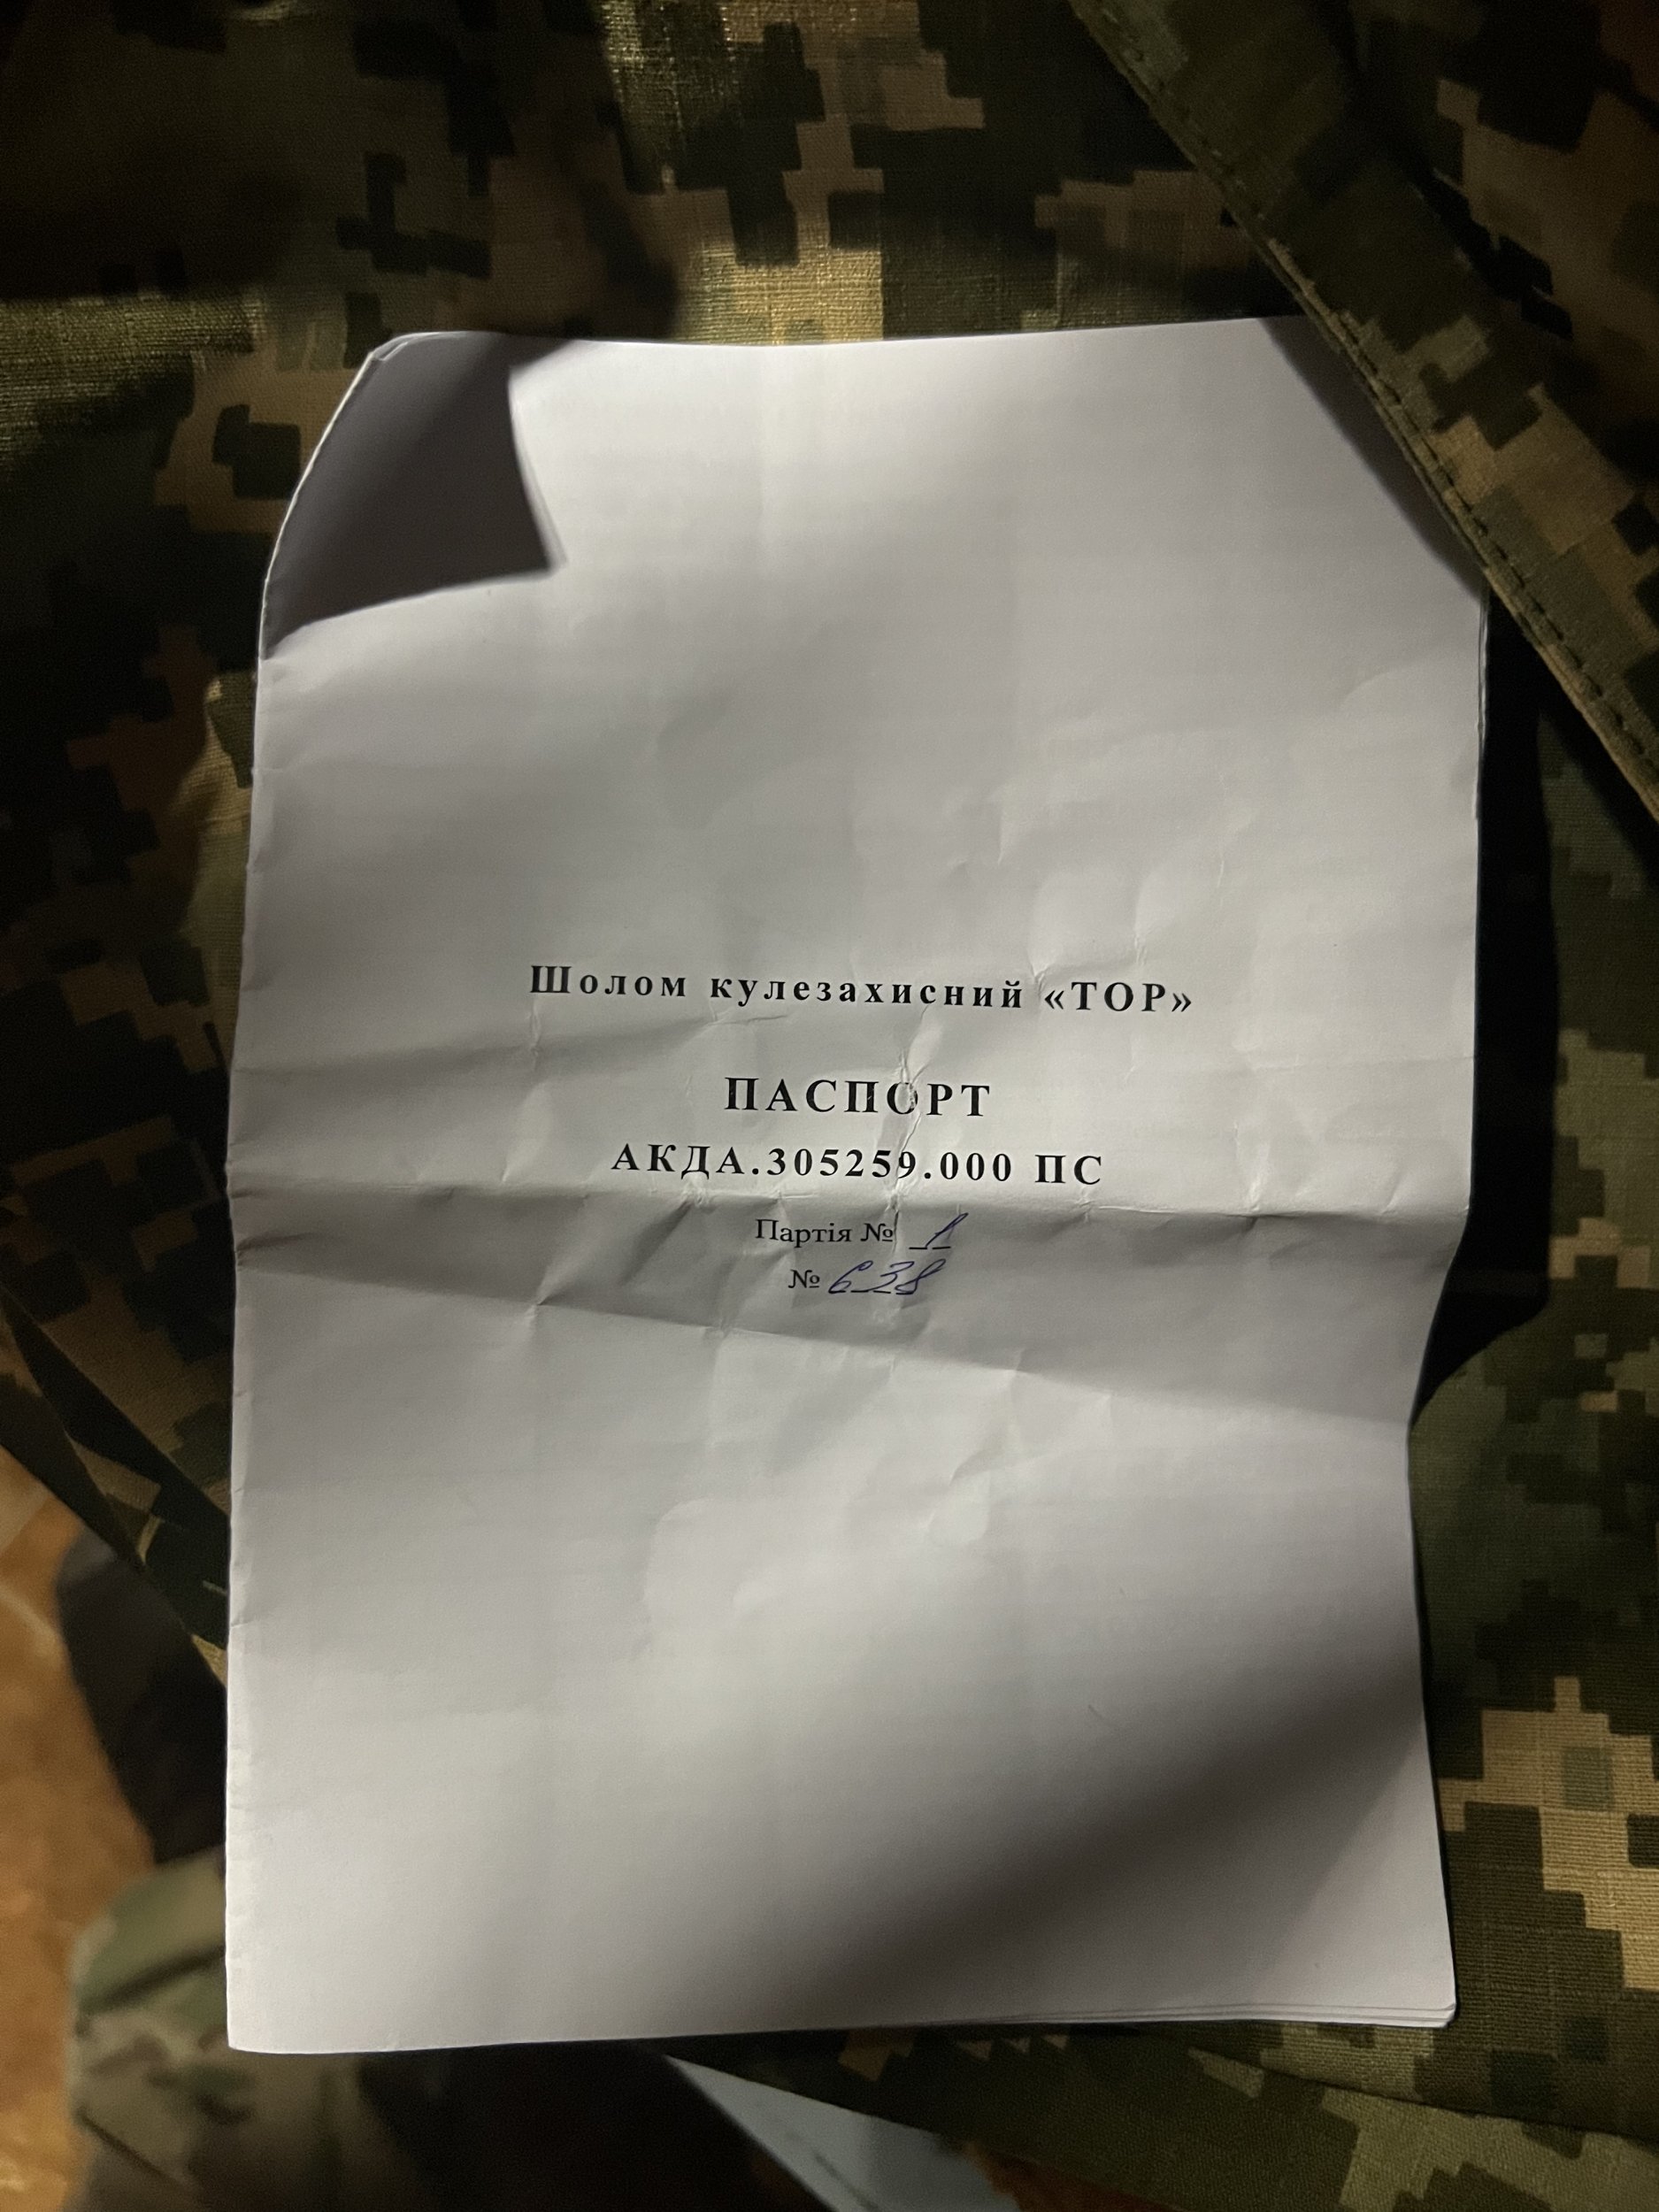 Шолом кулезахисний «ТОР»
ПАСПОРТ
АКДА.305259.000 ПС
Партія № 1
№ 638